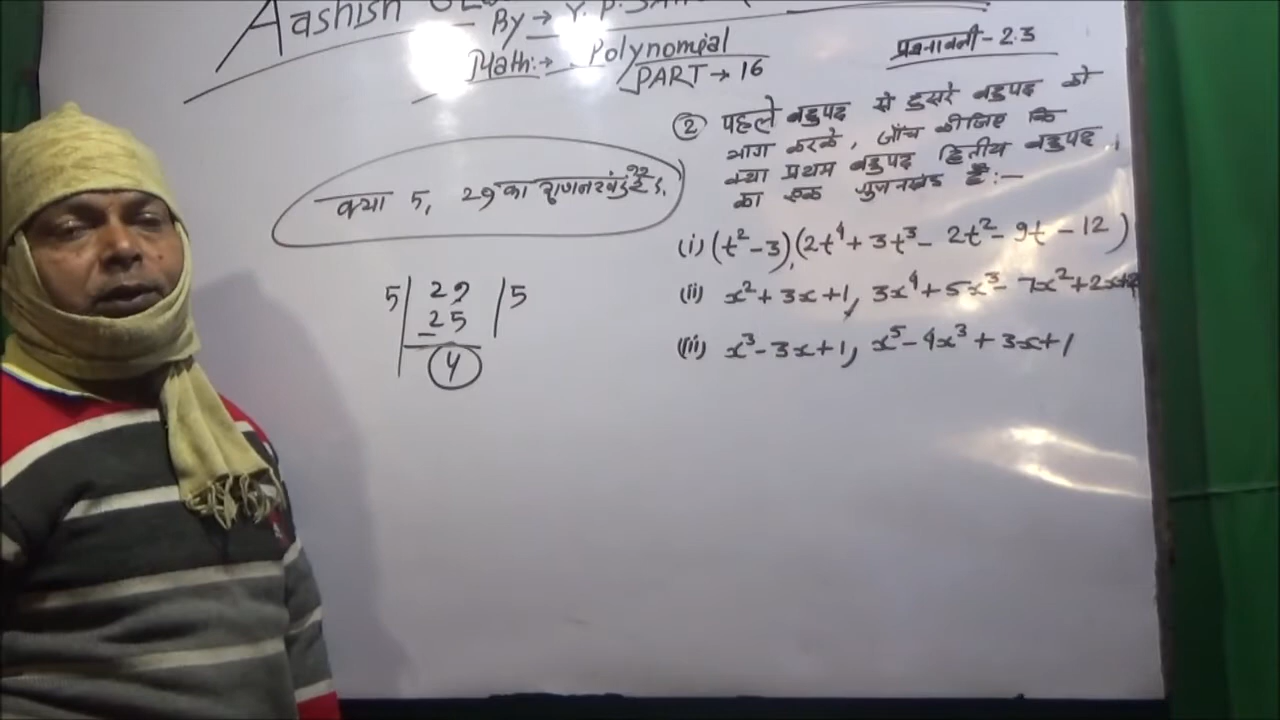 Aashish
By → Y. P.
Math:→ Polynomial
PART → 16
प्रश्नावली - 2.3
② पहले बहुपद से दुसरे बहुपद को
भाग करके, जाँच कीजिए कि
क्या प्रथम बहुपद द्वितीय बहुपद
का एक गुणनखंड है :-
(i) (t² - 3), (2t⁴ + 3t³ - 2t² - 9t - 12)
(ii) x² + 3x + 1, 3x⁴ + 5x³ - 7x² + 2x + 2
(iii) x³ - 3x + 1, x⁵ - 4x³ + 3x + 1
क्या 5, 29 का गुणनखंड है
5 | 29 | 5
- 25
4